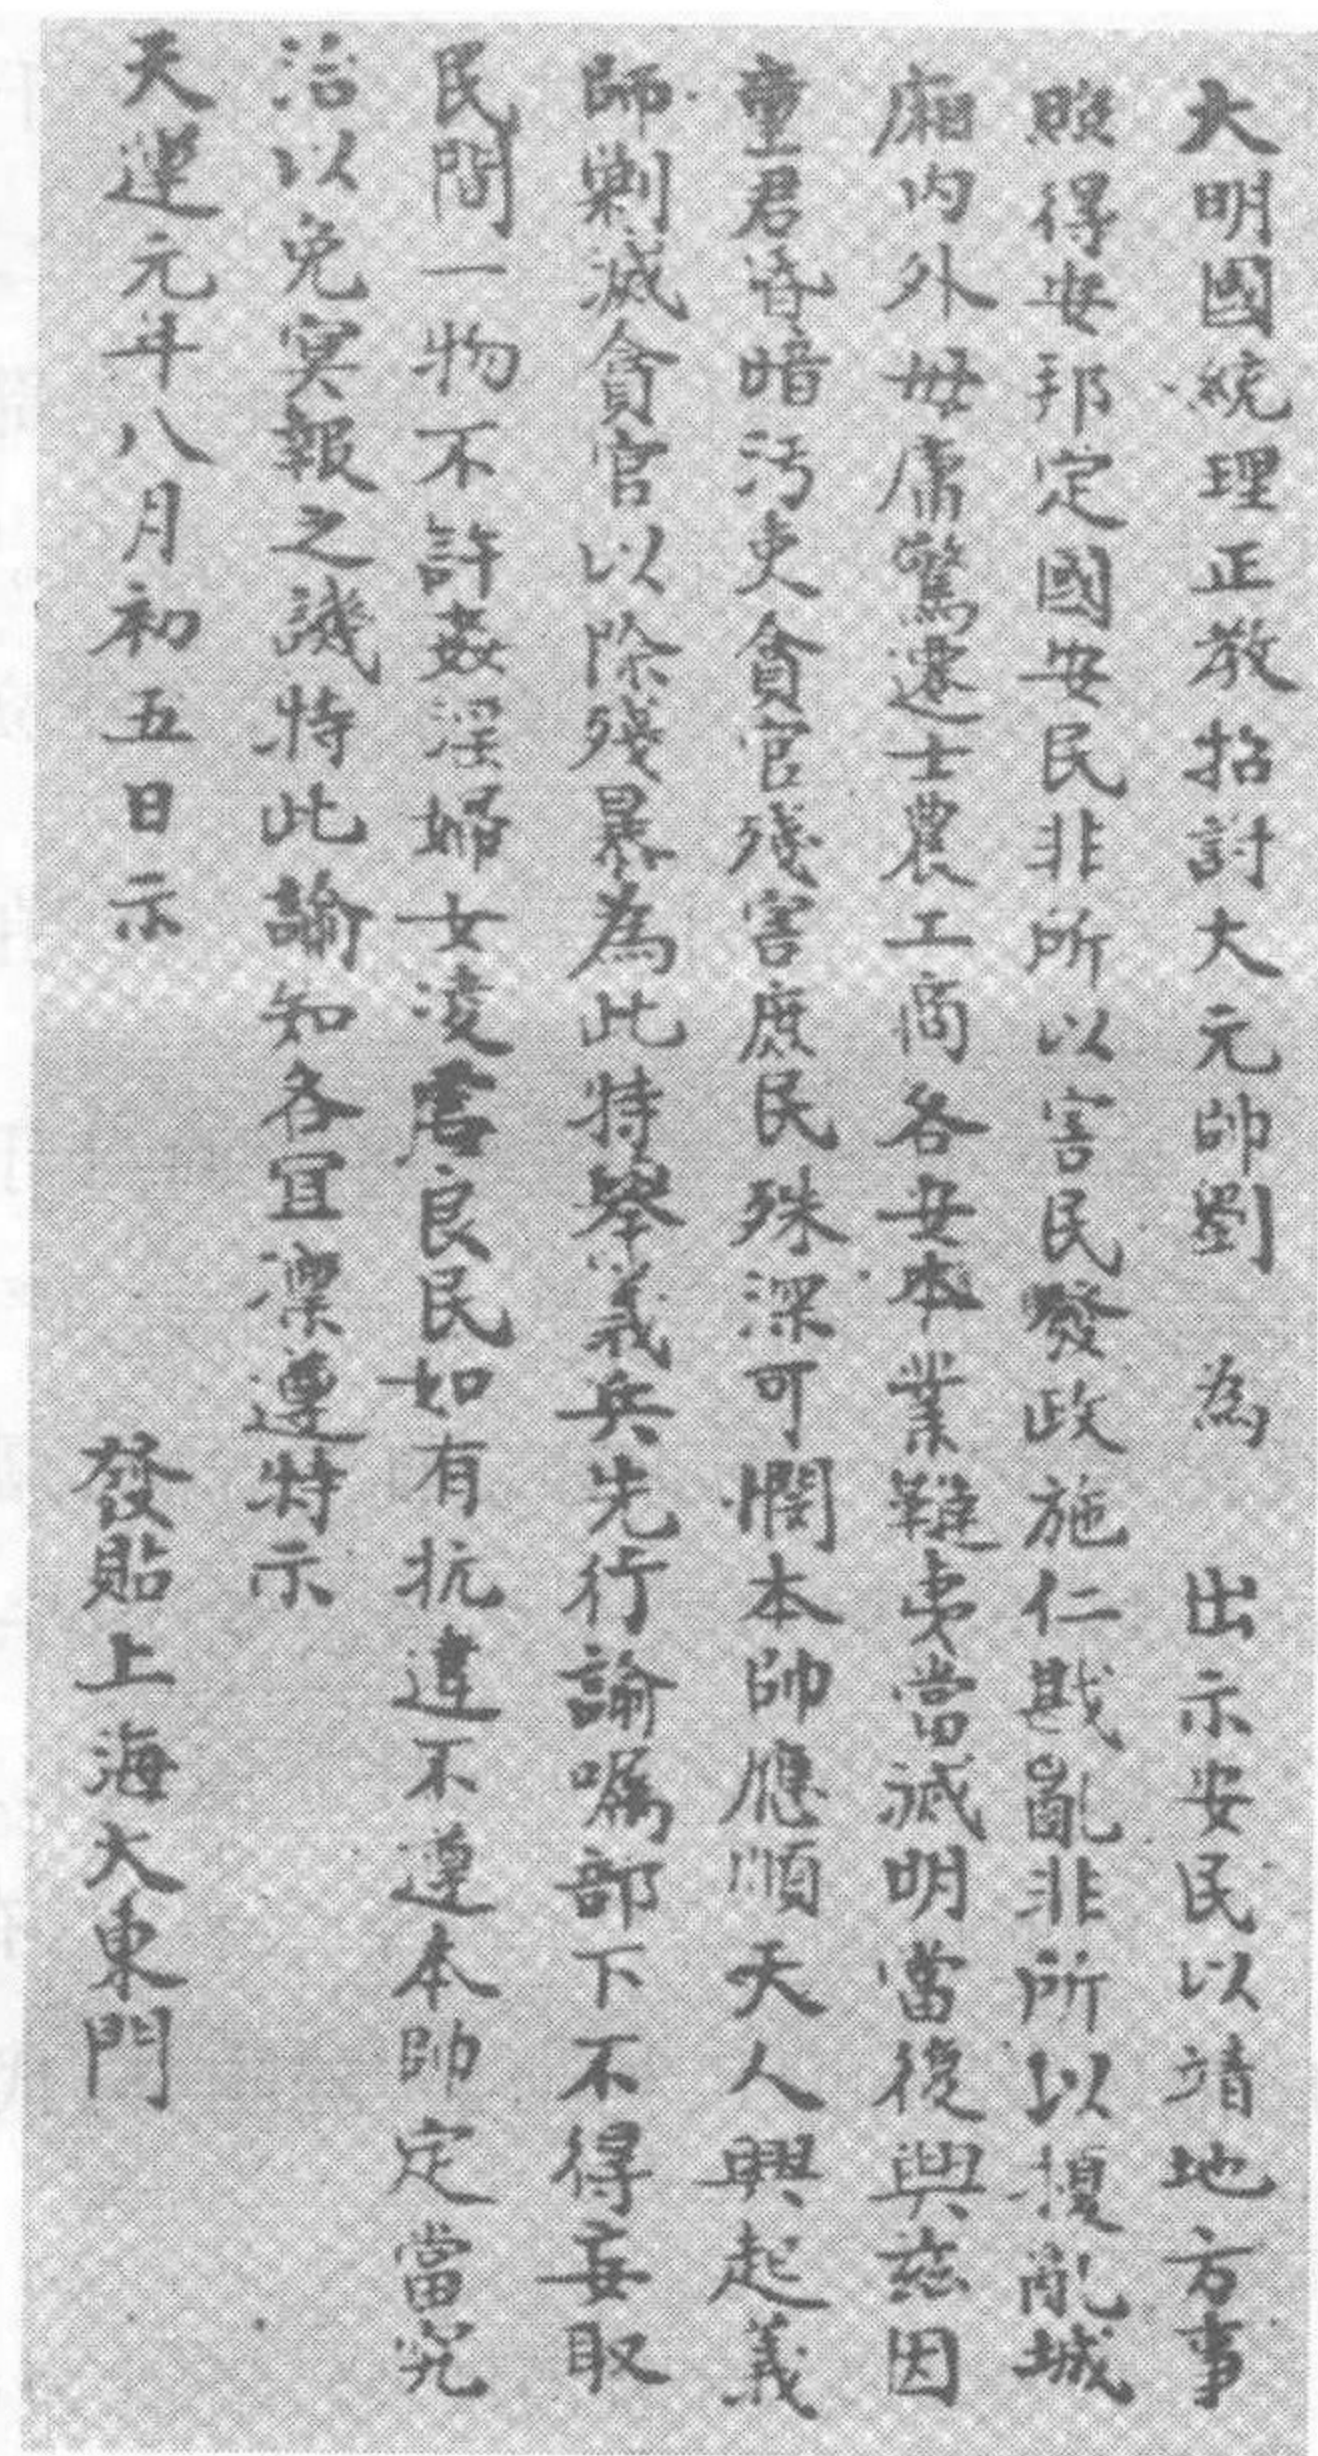 大明國統理正教招討大元帥劉 為 出示安民以靖地方事
照得安邦定國安民非所以害民發政施仁戡亂非所以擾亂城
廂內外毋庸驚遷士農工商各安本業韃夷當滅明當復興茲因
童君昏暗污吏貪官殘害庶民殊深可憫本帥應順天人興起義
師剿滅貪官以除殘暴為此特舉義兵先行諭囑部下不得妄取
民間一物不許姦淫婦女凌虐良民如有抗違不遵本帥定當究
治以免冥報之譏特此諭知各宜凜遵特示
天運元年八月初五日示 發貼上海大東門